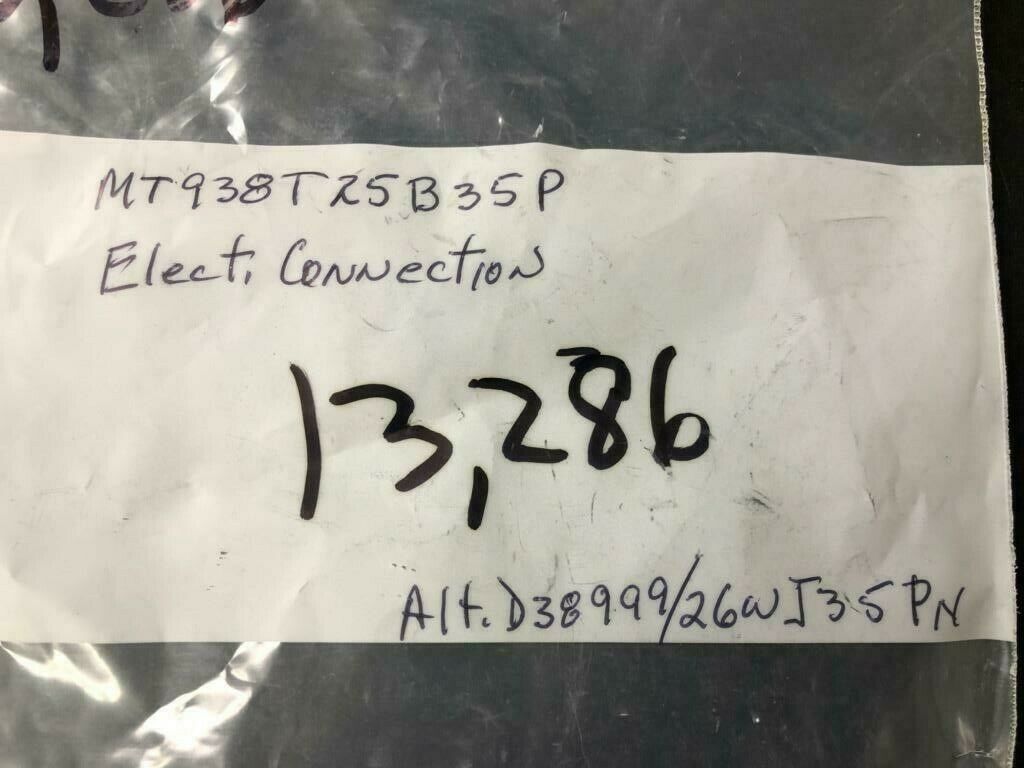 MT938T25B35P
Elect. Connection
13,286
Alt. D38999/26WJ35PN